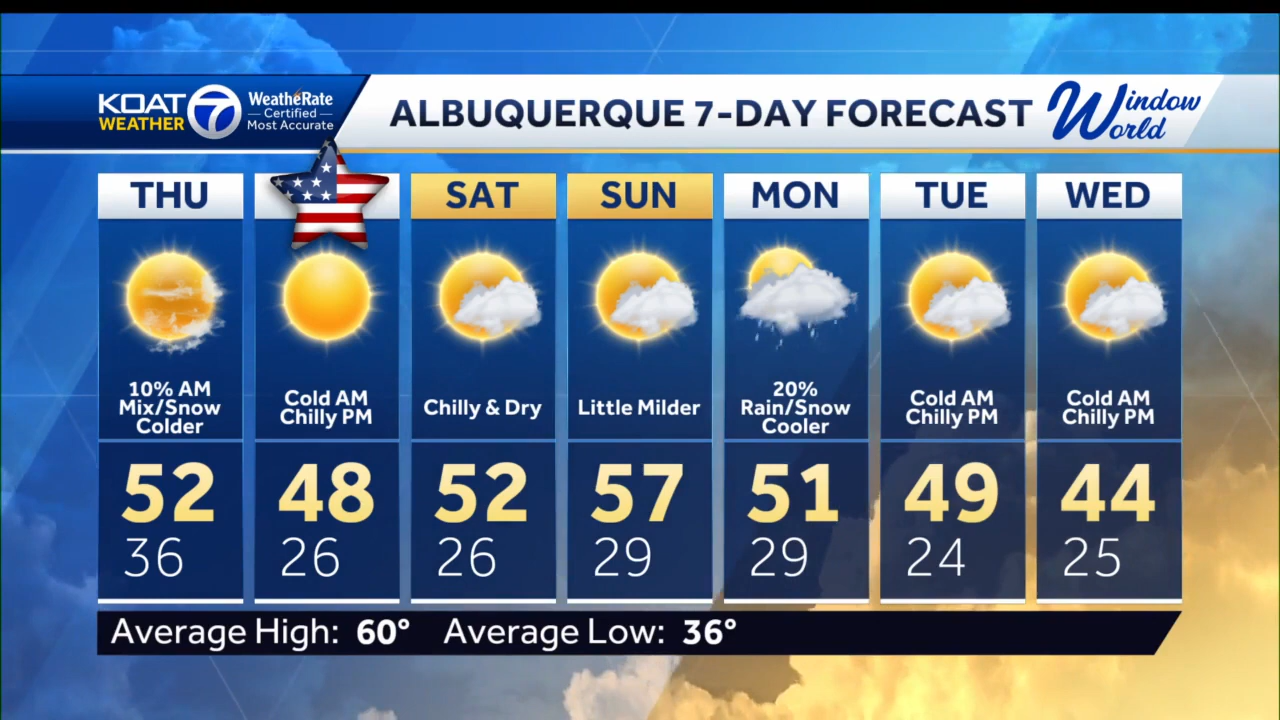 KOAT
WEATHER
7
WeatheRate
Certified
Most Accurate
ALBUQUERQUE 7-DAY FORECAST
Window
World
THU
10% AM
Mix/Snow
Colder
52
36
Cold AM
Chilly PM
48
26
SAT
Chilly & Dry
52
26
SUN
Little Milder
57
29
MON
20%
Rain/Snow
Cooler
51
29
TUE
Cold AM
Chilly PM
49
24
WED
Cold AM
Chilly PM
44
25
Average High: 60° Average Low: 36°